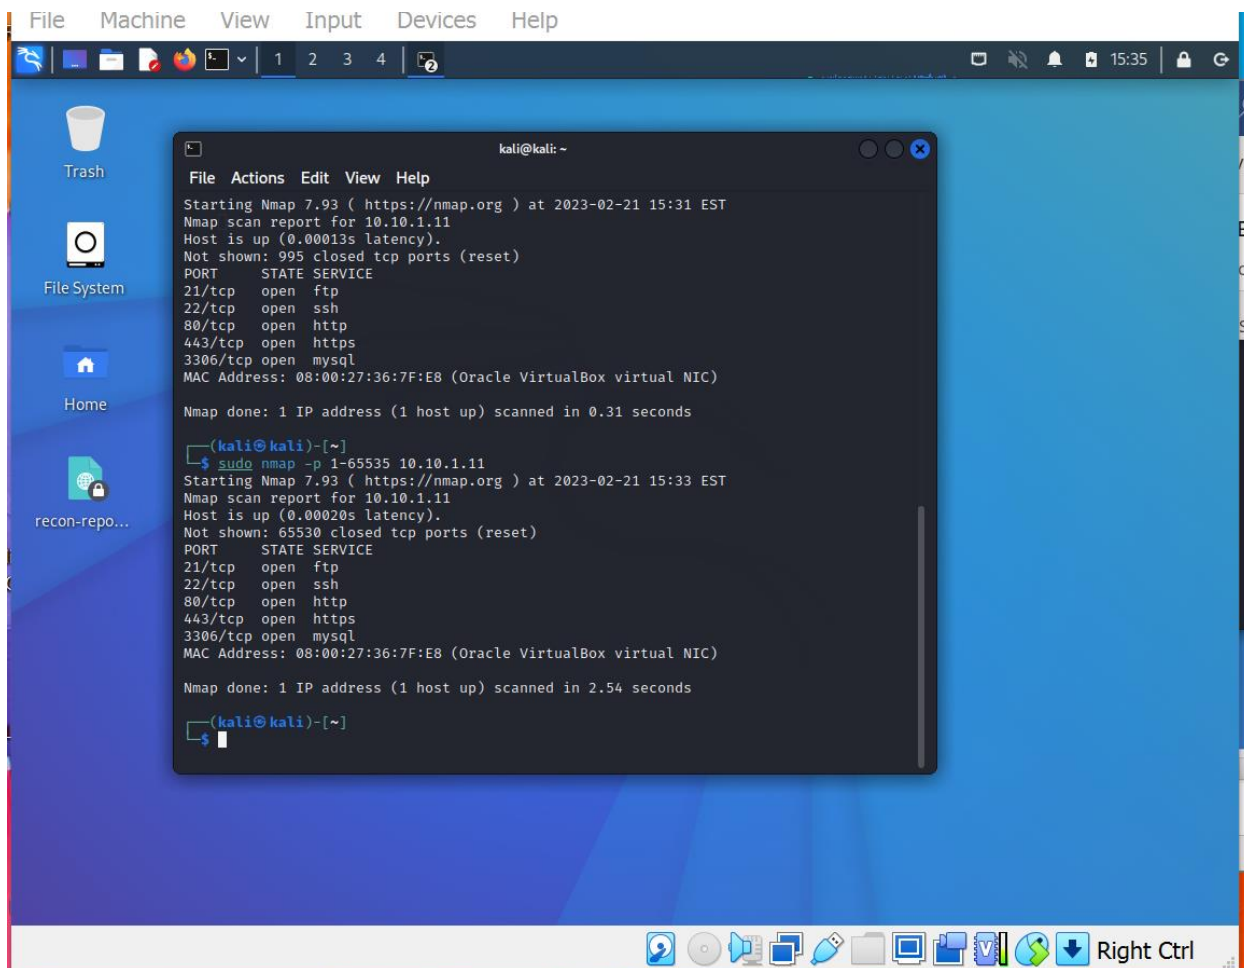 File Machine View Input Devices Help
1 2 3 4 2 15:35
Trash
File System
Home
recon-repo...
kali@kali: ~
File Actions Edit View Help
Starting Nmap 7.93 ( https://nmap.org ) at 2023-02-21 15:31 EST
Nmap scan report for 10.10.1.11
Host is up (0.00013s latency).
Not shown: 995 closed tcp ports (reset)
PORT     STATE SERVICE
21/tcp   open  ftp
22/tcp   open  ssh
80/tcp   open  http
443/tcp  open  https
3306/tcp open  mysql
MAC Address: 08:00:27:36:7F:E8 (Oracle VirtualBox virtual NIC)
Nmap done: 1 IP address (1 host up) scanned in 0.31 seconds
┌──(kali㉿kali)-[~]
└─$ sudo nmap -p 1-65535 10.10.1.11
Starting Nmap 7.93 ( https://nmap.org ) at 2023-02-21 15:33 EST
Nmap scan report for 10.10.1.11
Host is up (0.00020s latency).
Not shown: 65530 closed tcp ports (reset)
PORT     STATE SERVICE
21/tcp   open  ftp
22/tcp   open  ssh
80/tcp   open  http
443/tcp  open  https
3306/tcp open  mysql
MAC Address: 08:00:27:36:7F:E8 (Oracle VirtualBox virtual NIC)
Nmap done: 1 IP address (1 host up) scanned in 2.54 seconds
┌──(kali㉿kali)-[~]
└─$
Right Ctrl